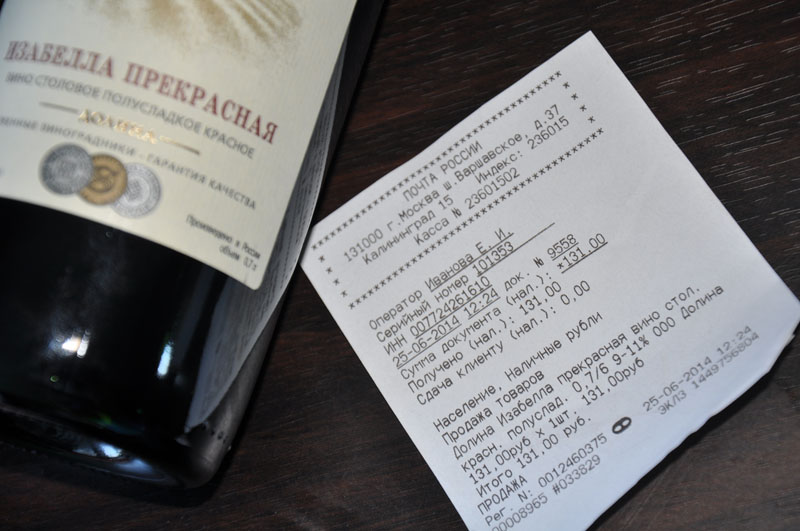 ИЗАБЕЛЛА ПРЕКРАСНАЯ
ВИНО СТОЛОВОЕ ПОЛУСЛАДКОЕ КРАСНОЕ
ДОЛИНА
ВИНОГРАДНИКИ - ГАРАНТИЯ КАЧЕСТВА
Произведено в России
объем 0,7 л
ПОЧТА РОССИИ
131000 г.Москва ш.Варшавское, д.37
Калининград 15 Индекс: 236015
Касса № 23601502
Оператор Иванова Е. И.
Серийный номер 101353
ИНН 007724261610
25-06-2014 12:24 док. № 9558
Сумма документа (нал.): *131.00
Получено (нал.): 131.00
Сдача клиенту (нал.): 0.00
Население, Наличные рубли
Продажа товаров
Долина Изабелла прекрасная вино стол.
красн. полуслад. 0,7/6 9-11% ООО Долина
131,00руб х 1шт: 131,00руб
Итого 131,00 руб.
ПРОДАЖА
Рег. N: 0012460375 25-06-2014 12:24
00008965 #033829 ЭКЛЗ 1449756804